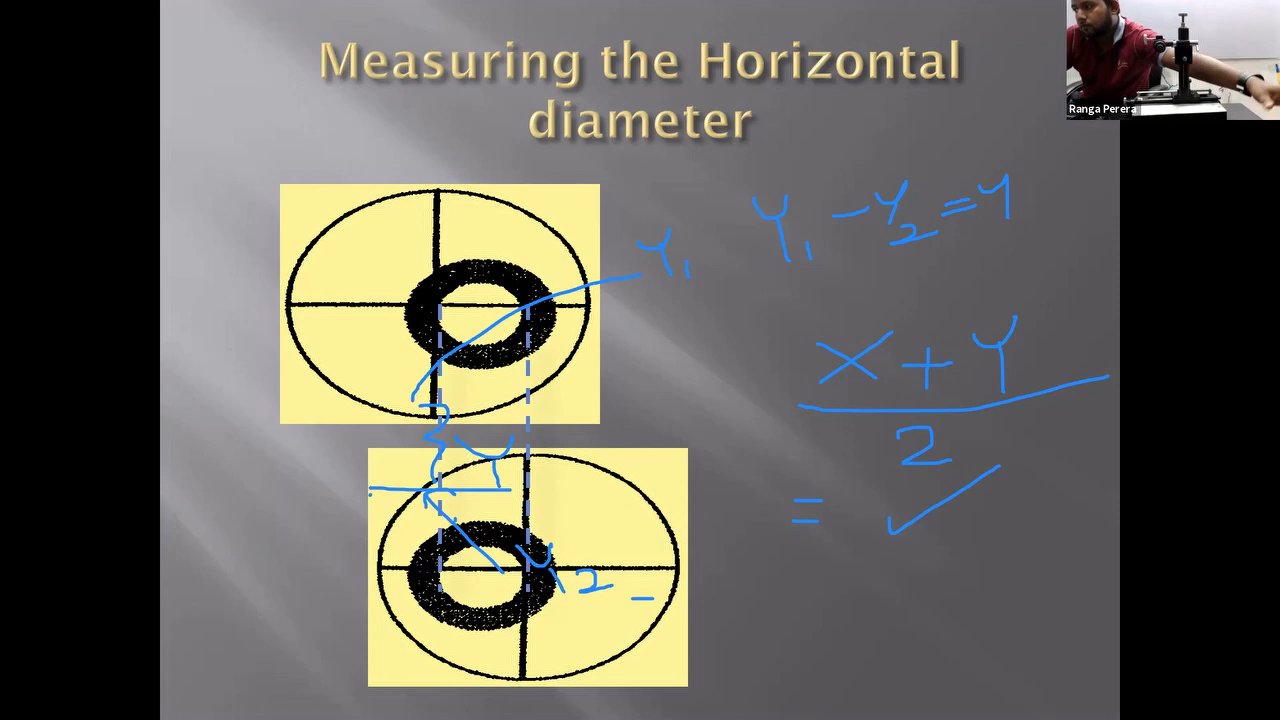 Measuring the Horizontal
diameter
Ranga Perera
Y1 - Y2 = Y
Y1
X + Y
2
=
Y
Y2 -